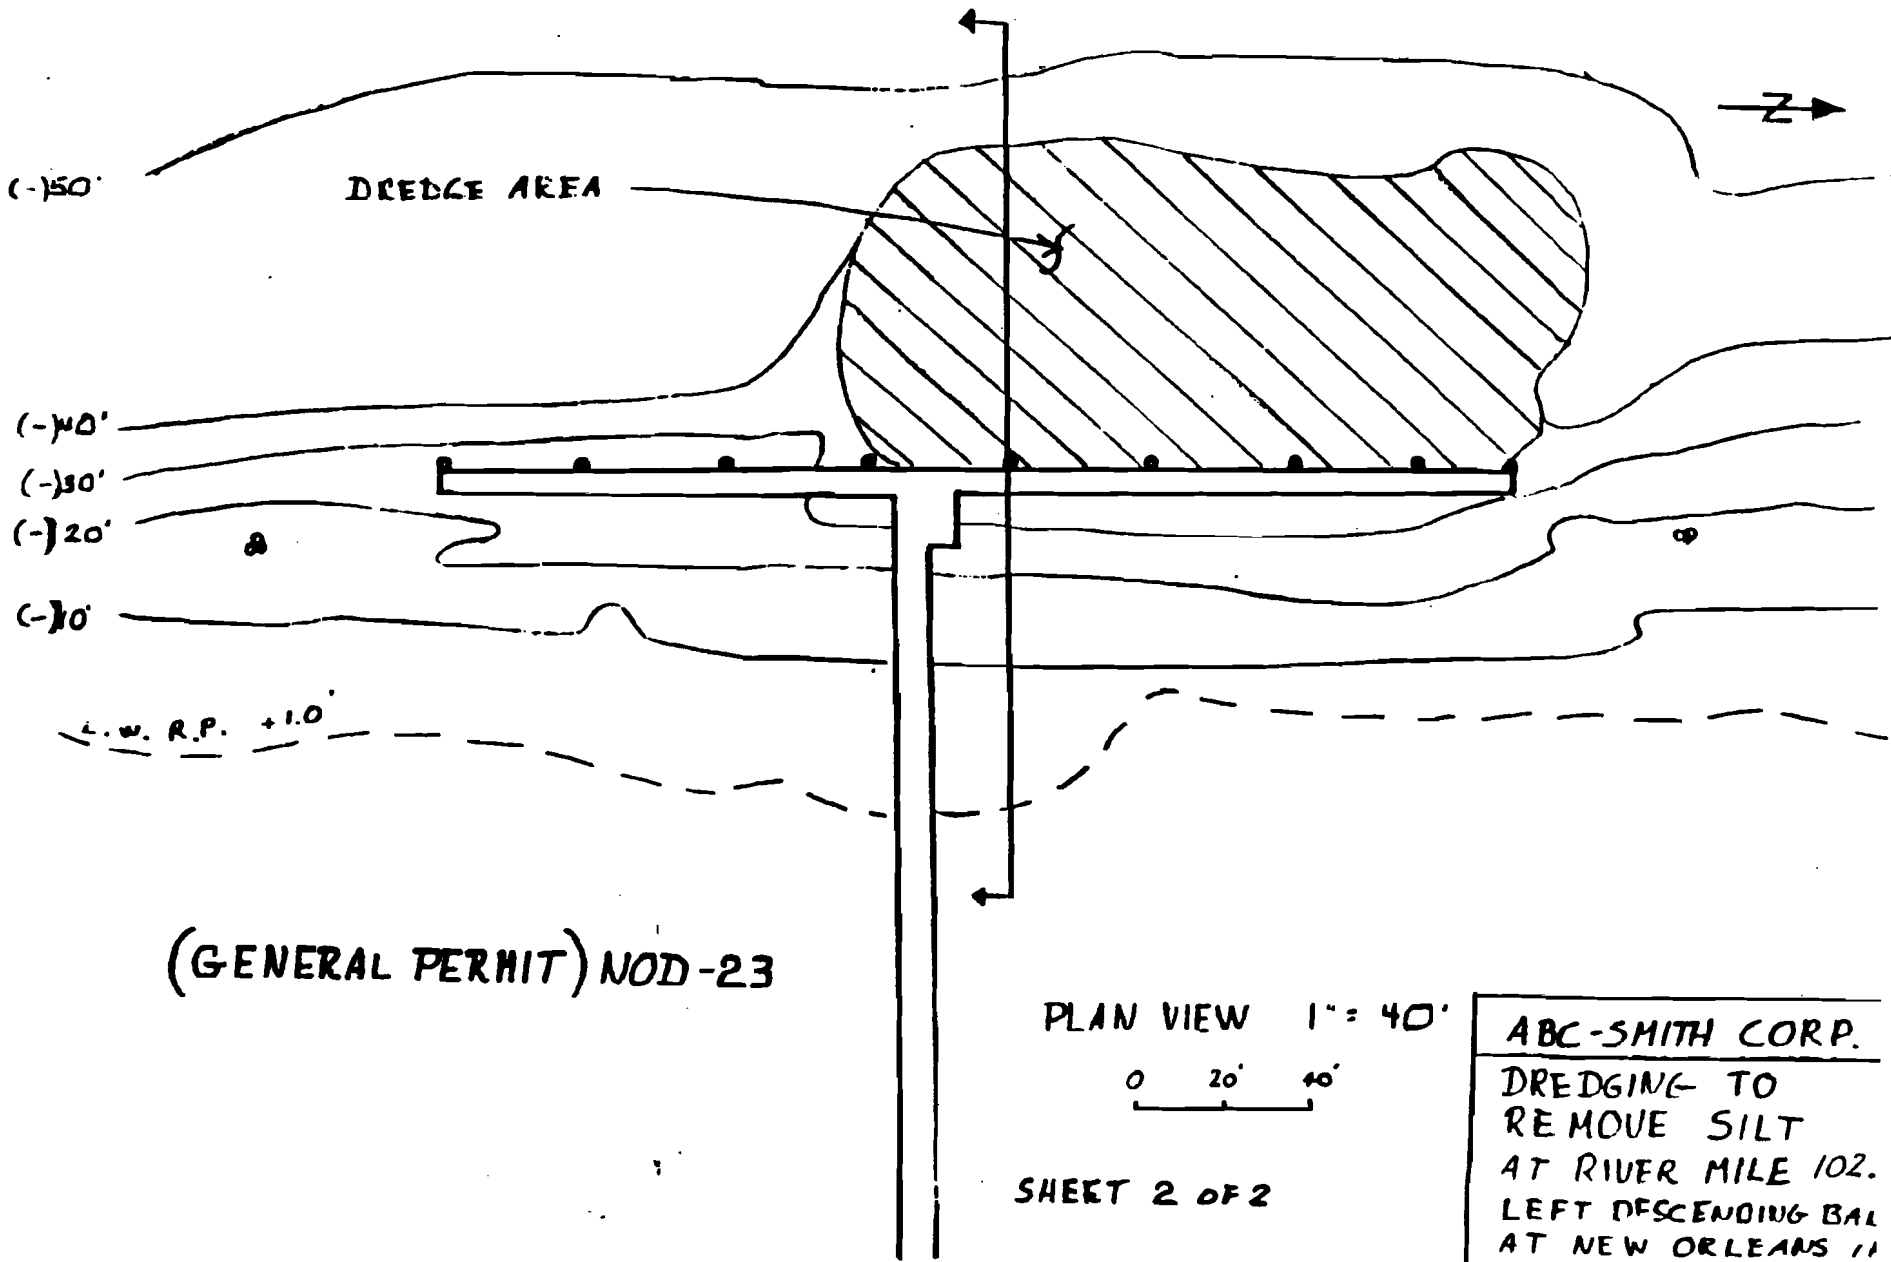 Z
(-)50'
DREDGE AREA
(-)40'
(-)30'
(-)20'
(-)10'
L.W. R.P. +1.0'
(GENERAL PERMIT) NOD-23
PLAN VIEW 1" = 40'
0 20' 40'
SHEET 2 OF 2
ABC-SMITH CORP.
DREDGING TO
REMOVE SILT
AT RIVER MILE 102.
LEFT DESCENDING
AT NEW ORLEANS